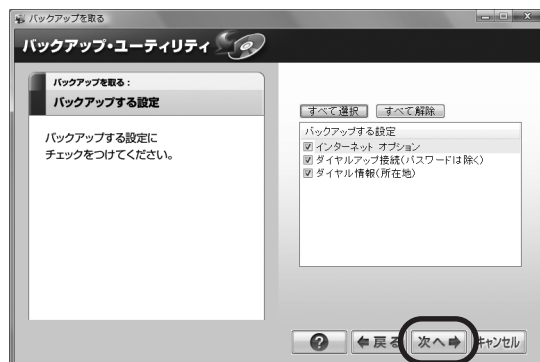 バックアップを取る
バックアップ・ユーティリティ
バックアップを取る：
バックアップする設定
バックアップする設定に
チェックをつけてください。
すべて選択 すべて解除
バックアップする設定
インターネット オプション
ダイヤルアップ接続(パスワードは除く)
ダイヤル情報(所在地)
? 戻る 次へ キャンセル